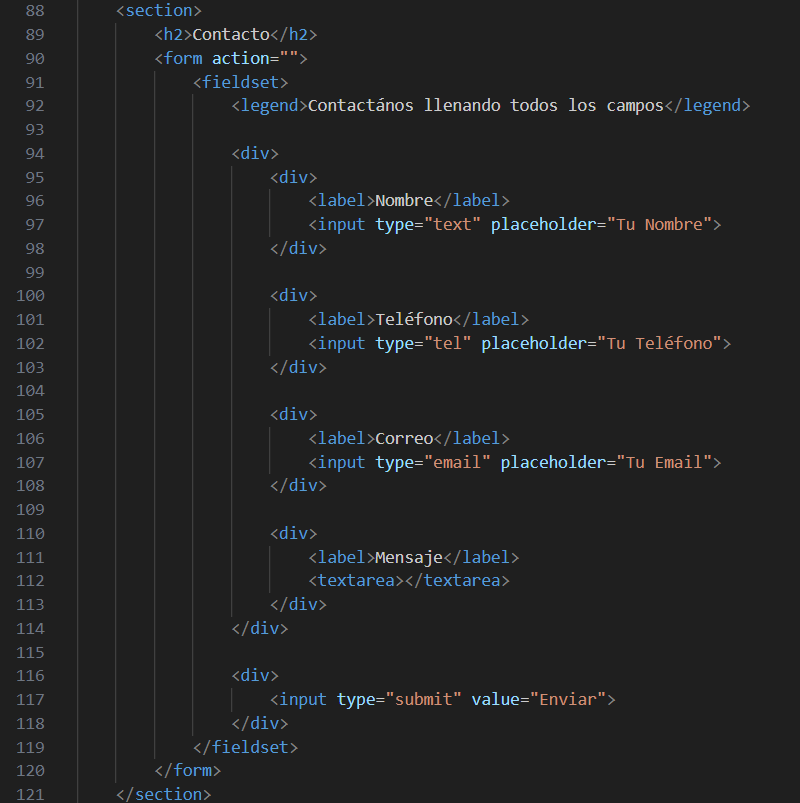 88 <section>
89 <h2>Contacto</h2>
90 <form action="">
91 <fieldset>
92 <legend>Contactános llenando todos los campos</legend>
93
94 <div>
95 <div>
96 <label>Nombre</label>
97 <input type="text" placeholder="Tu Nombre">
98 </div>
99
100 <div>
101 <label>Teléfono</label>
102 <input type="tel" placeholder="Tu Teléfono">
103 </div>
104
105 <div>
106 <label>Correo</label>
107 <input type="email" placeholder="Tu Email">
108 </div>
109
110 <div>
111 <label>Mensaje</label>
112 <textarea></textarea>
113 </div>
114 </div>
115
116 <div>
117 <input type="submit" value="Enviar">
118 </div>
119 </fieldset>
120 </form>
121 </section>